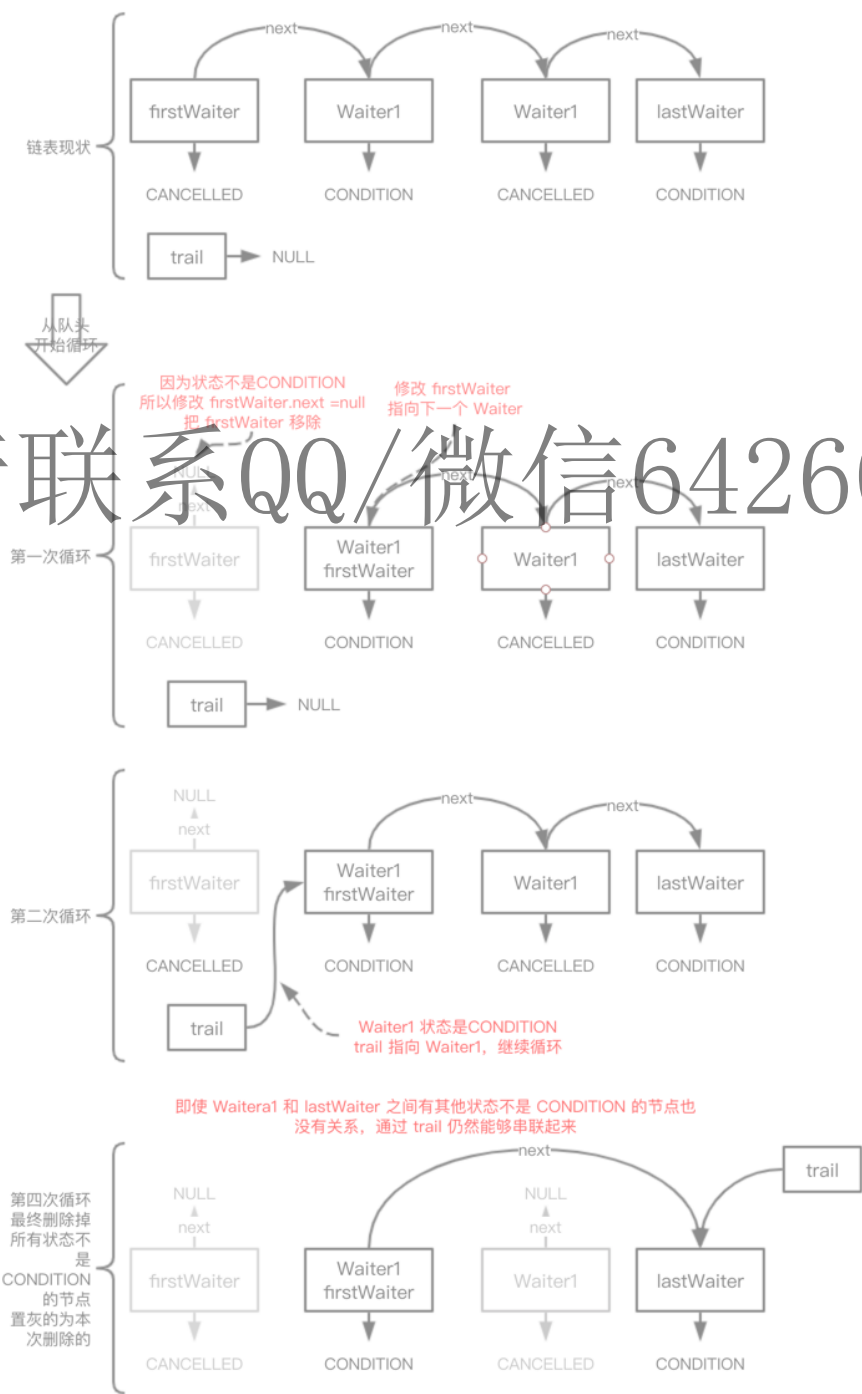 next
next
next
firstWaiter
Waiter1
Waiter1
lastWaiter
链表现状
CANCELLED
CONDITION
CANCELLED
CONDITION
trail
NULL
从队头
开始循环
因为状态不是CONDITION
所以修改 firstWaiter.next =null
把 firstWaiter 移除
修改 firstWaiter
指向下一个 Waiter
联系QQ/微信6426
NULL
next
next
next
第一次循环
firstWaiter
Waiter1
firstWaiter
Waiter1
lastWaiter
CANCELLED
CONDITION
CANCELLED
CONDITION
trail
NULL
NULL
next
next
next
第二次循环
firstWaiter
Waiter1
firstWaiter
Waiter1
lastWaiter
CANCELLED
CONDITION
CANCELLED
CONDITION
trail
Waiter1 状态是CONDITION
trail 指向 Waiter1，继续循环
即使 Waitera1 和 lastWaiter 之间有其他状态不是 CONDITION 的节点也
没有关系，通过 trail 仍然能够串联起来
next
trail
第四次循环
最终删除掉
所有状态不
是
CONDITION
的节点
置灰的为本
次删除的
NULL
next
NULL
next
firstWaiter
Waiter1
firstWaiter
Waiter1
lastWaiter
CANCELLED
CONDITION
CANCELLED
CONDITION